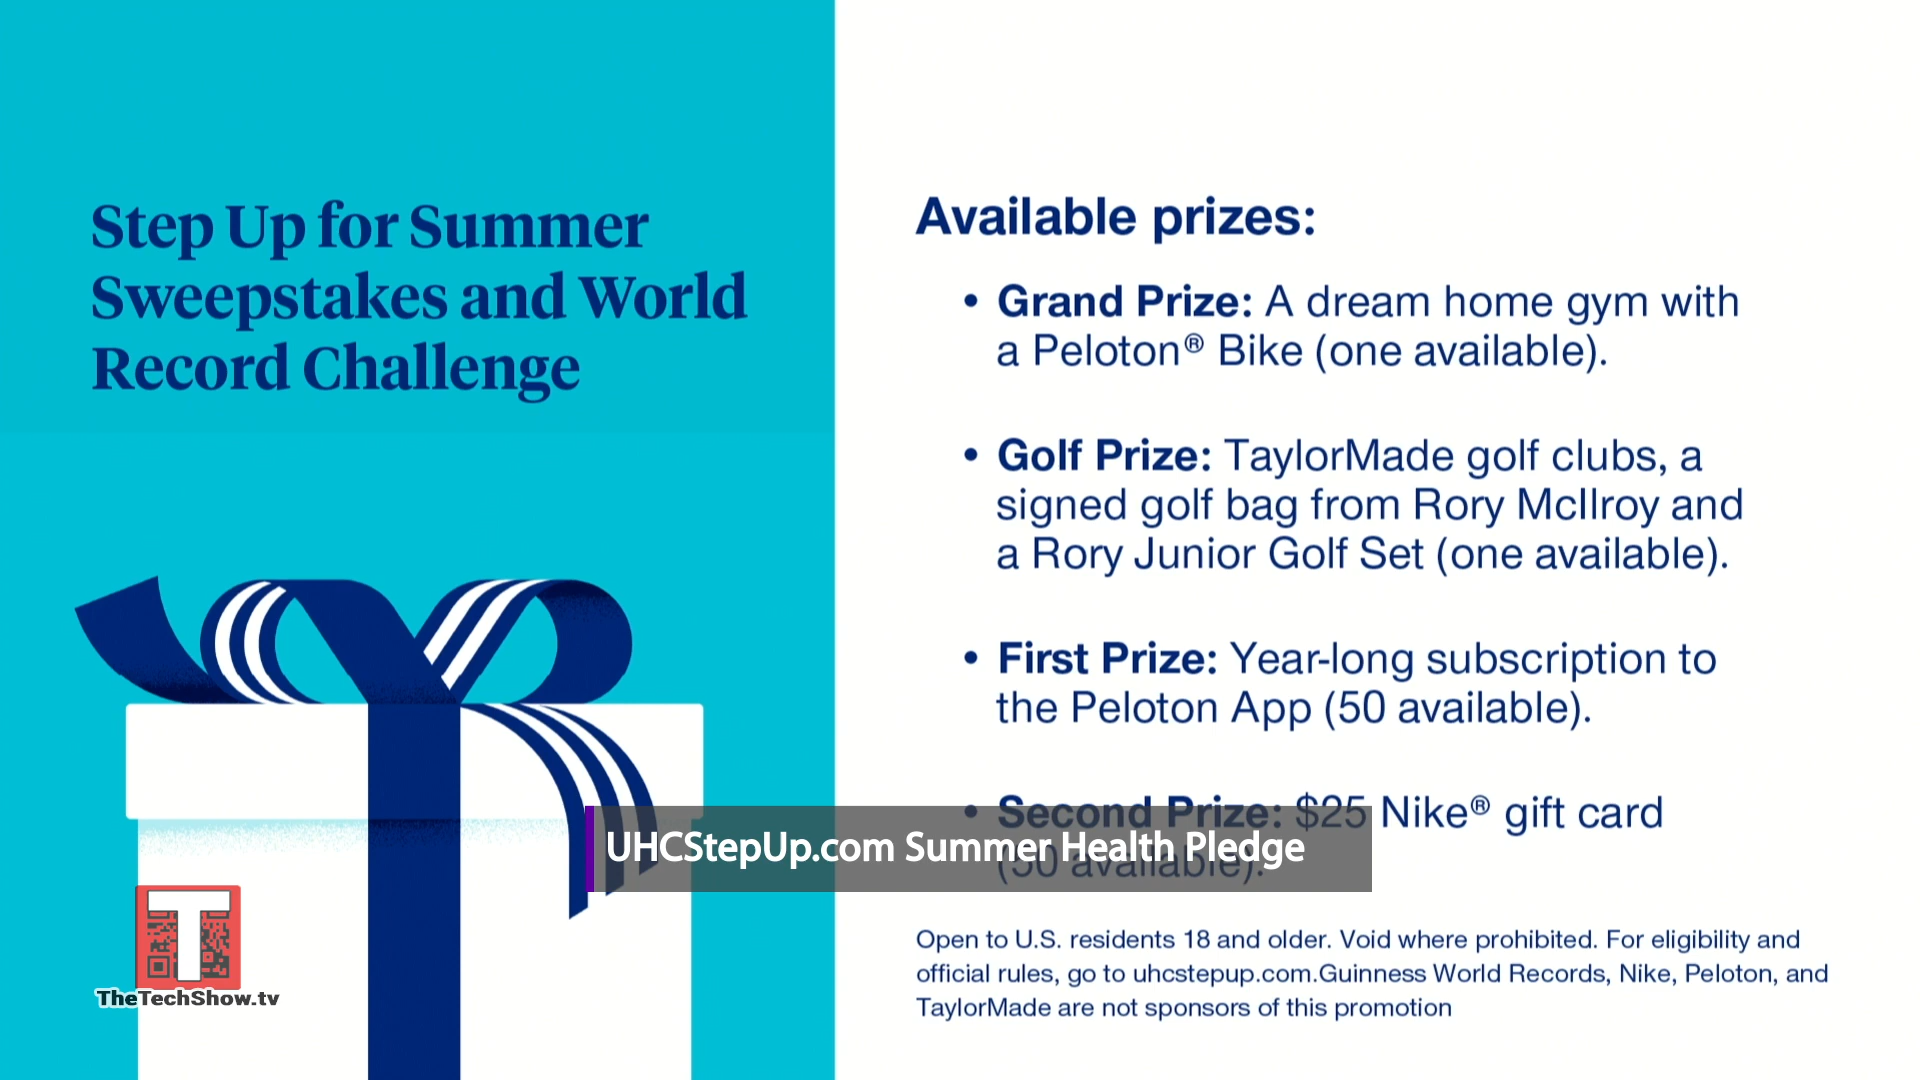 Step Up for Summer
Sweepstakes and World
Record Challenge
Available prizes:
• Grand Prize: A dream home gym with
a Peloton® Bike (one available).
• Golf Prize: TaylorMade golf clubs, a
signed golf bag from Rory McIlroy and
a Rory Junior Golf Set (one available).
• First Prize: Year-long subscription to
the Peloton App (50 available).
• Second Prize: $25 Nike® gift card
(50 available).
UHCStepUp.com Summer Health Pledge
Open to U.S. residents 18 and older. Void where prohibited. For eligibility and
official rules, go to uhcstepup.com.Guinness World Records, Nike, Peloton, and
TaylorMade are not sponsors of this promotion
T
TheTechShow.tv